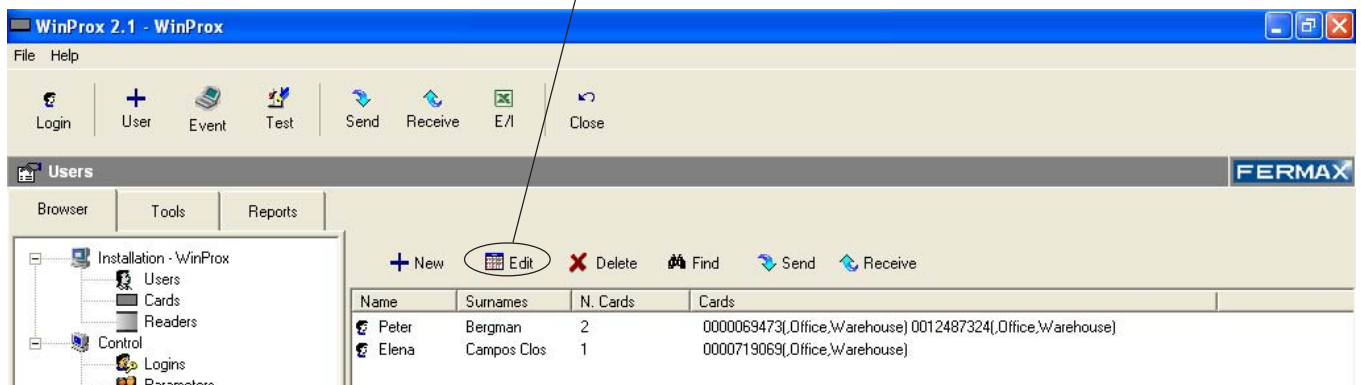 WinProx 2.1 - WinProx
File Help
Login User Event Test Send Receive E/I Close
Users FERMAX
Browser Tools Reports
New Edit Delete Find Send Receive
Installation - WinProx
Users
Cards
Readers
Control
Logins
Parameters
Name Surnames N. Cards Cards
Peter Bergman 2 0000069473(,Office,Warehouse) 0012487324(,Office,Warehouse)
Elena Campos Clos 1 0000719069(,Office,Warehouse)